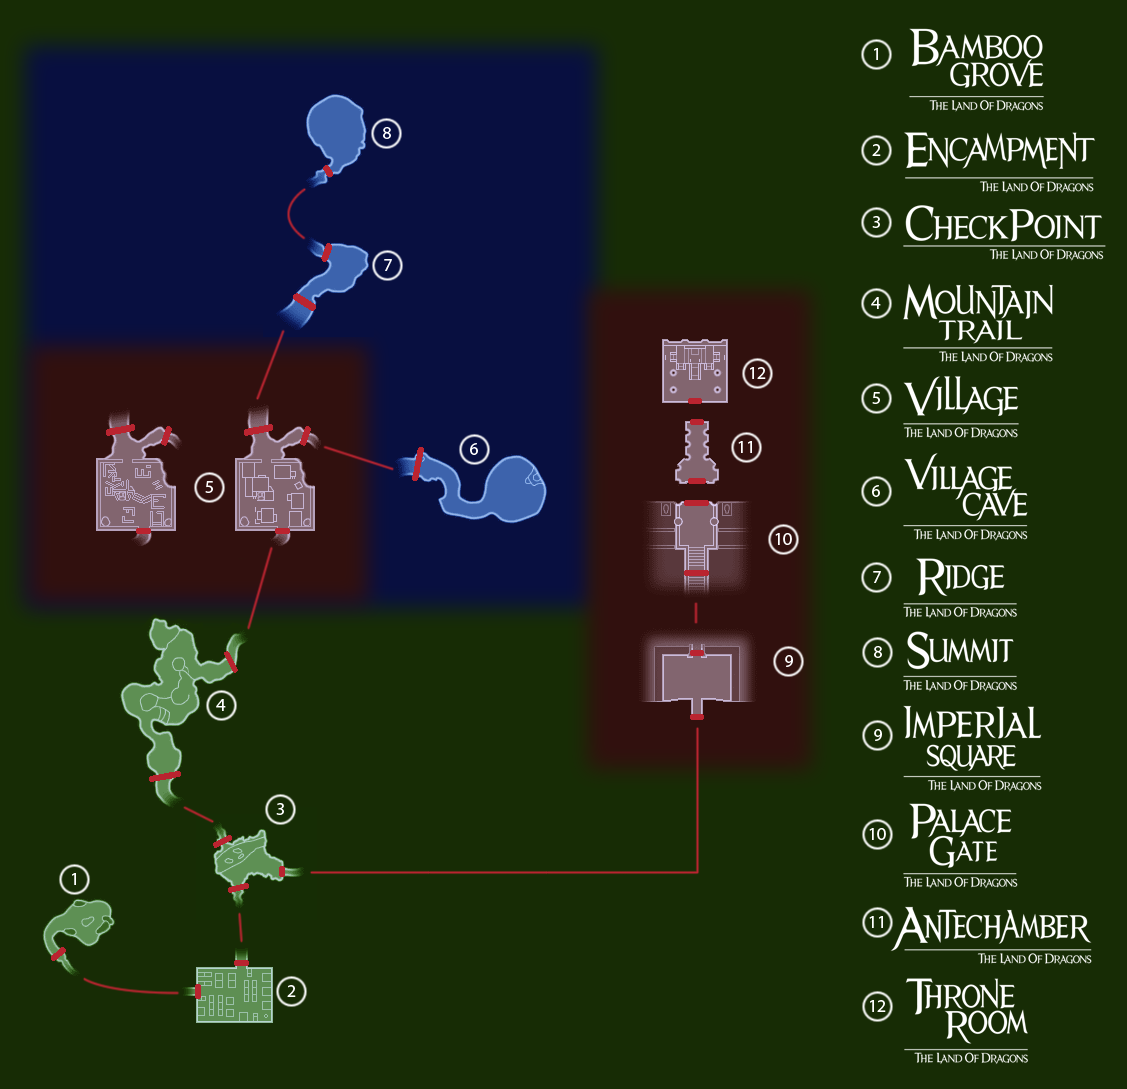 8
7
6
5
12
11
10
9
4
3
1
2
1
BAMBOO
GROVE
THE LAND OF DRAGONS
2
ENCAMPMENT
THE LAND OF DRAGONS
3
CHECKPOINT
THE LAND OF DRAGONS
4
MOUNTAIN
TRAIL
THE LAND OF DRAGONS
5
VILLAGE
THE LAND OF DRAGONS
6
VILLAGE
CAVE
THE LAND OF DRAGONS
7
RIDGE
THE LAND OF DRAGONS
8
SUMMIT
THE LAND OF DRAGONS
9
IMPERIAL
SQUARE
THE LAND OF DRAGONS
10
PALACE
GATE
THE LAND OF DRAGONS
11
ANTECHAMBER
THE LAND OF DRAGONS
12
THRONE
ROOM
THE LAND OF DRAGONS